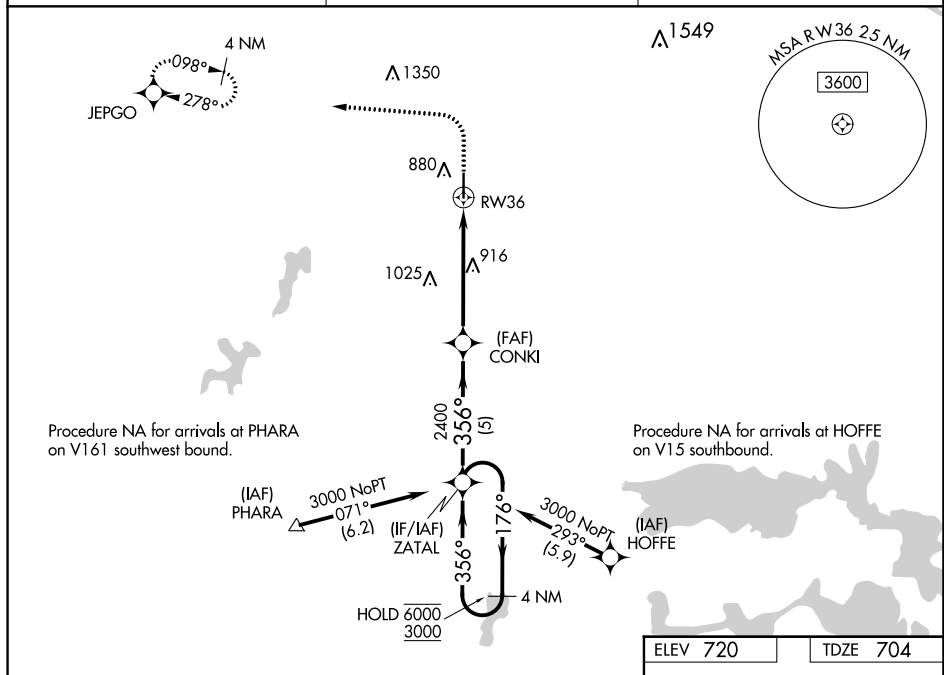 4 NM
098°
278°
JEPGO
1350
1549
MSA RW36 25 NM
3600
880
RW36
916
1025
(FAF)
CONKI
2400
356°
(5)
Procedure NA for arrivals at PHARA
on V161 southwest bound.
Procedure NA for arrivals at HOFFE
on V15 southbound.
(IAF)
PHARA
3000 NoPT
071°
(6.2)
(IF/IAF)
ZATAL
356°
176°
3000 NoPT
293°
(5.9)
(IAF)
HOFFE
HOLD 6000
3000
4 NM
ELEV 720
TDZE 704